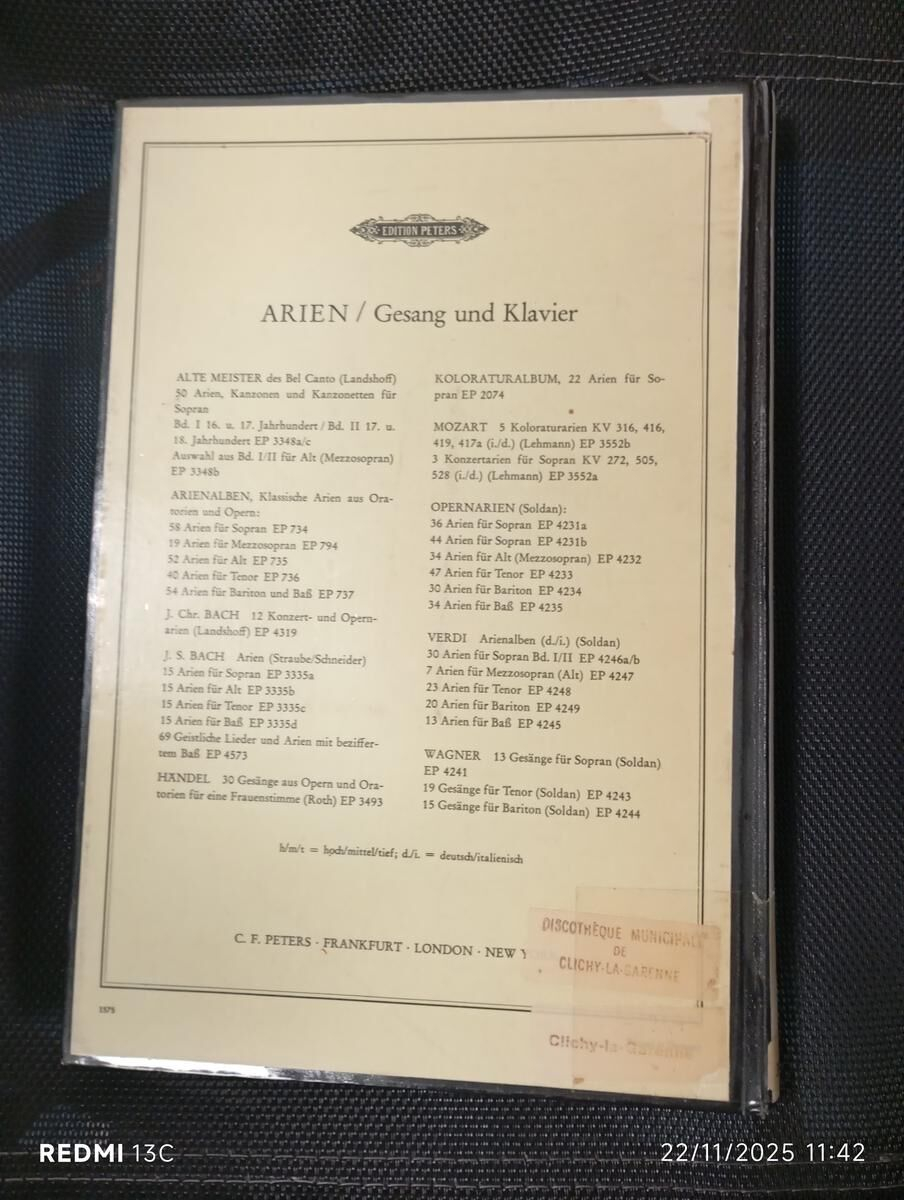 EDITION PETERS
ARIEN / Gesang und Klavier
ALTE MEISTER des Bel Canto (Landshoff)
50 Arien, Kanzonen und Kanzonetten für
Sopran
Bd. I 16. u. 17. Jahrhundert / Bd. II 17. u.
18. Jahrhundert EP 3348a/c
Auswahl aus Bd. I/II für Alt (Mezzosopran)
EP 3348b
ARIENALBEN, Klassische Arien aus Ora-
torien und Opern:
58 Arien für Sopran EP 734
19 Arien für Mezzosopran EP 794
52 Arien für Alt EP 735
40 Arien für Tenor EP 736
54 Arien für Bariton und Baß EP 737
J. Chr. BACH 12 Konzert- und Opern-
arien (Landshoff) EP 4319
J. S. BACH Arien (Straube/Schneider)
15 Arien für Sopran EP 3335a
15 Arien für Alt EP 3335b
15 Arien für Tenor EP 3335c
15 Arien für Baß EP 3335d
69 Geistliche Lieder und Arien mit beziffer-
tem Baß EP 4573
HÄNDEL 30 Gesänge aus Opern und Ora-
torien für eine Frauenstimme (Roth) EP 3493
KOLORATURALBUM, 22 Arien für So-
pran EP 2074
MOZART 5 Koloraturarien KV 316, 416,
419, 417a (i./d.) (Lehmann) EP 3552b
3 Konzertarien für Sopran KV 272, 505,
528 (i./d.) (Lehmann) EP 3552a
OPERNARIEN (Soldan):
36 Arien für Sopran EP 4231a
44 Arien für Sopran EP 4231b
34 Arien für Alt (Mezzosopran) EP 4232
47 Arien für Tenor EP 4233
30 Arien für Bariton EP 4234
34 Arien für Baß EP 4235
VERDI Arienalben (d./i.) (Soldan)
30 Arien für Sopran Bd. I/II EP 4246a/b
7 Arien für Mezzosopran (Alt) EP 4247
23 Arien für Tenor EP 4248
20 Arien für Bariton EP 4249
13 Arien für Baß EP 4245
WAGNER 13 Gesänge für Sopran (Soldan)
EP 4241
19 Gesänge für Tenor (Soldan) EP 4243
15 Gesänge für Bariton (Soldan) EP 4244
h/m/t = hoch/mittel/tief; d./i. = deutsch/italienisch
C. F. PETERS · FRANKFURT · LONDON · NEW Y
DISCOTHÈQUE MUNICIPALE
DE
CLICHY-LA-GARENNE
Clichy-la-Garenne
1575
REDMI 13C
22/11/2025 11:42